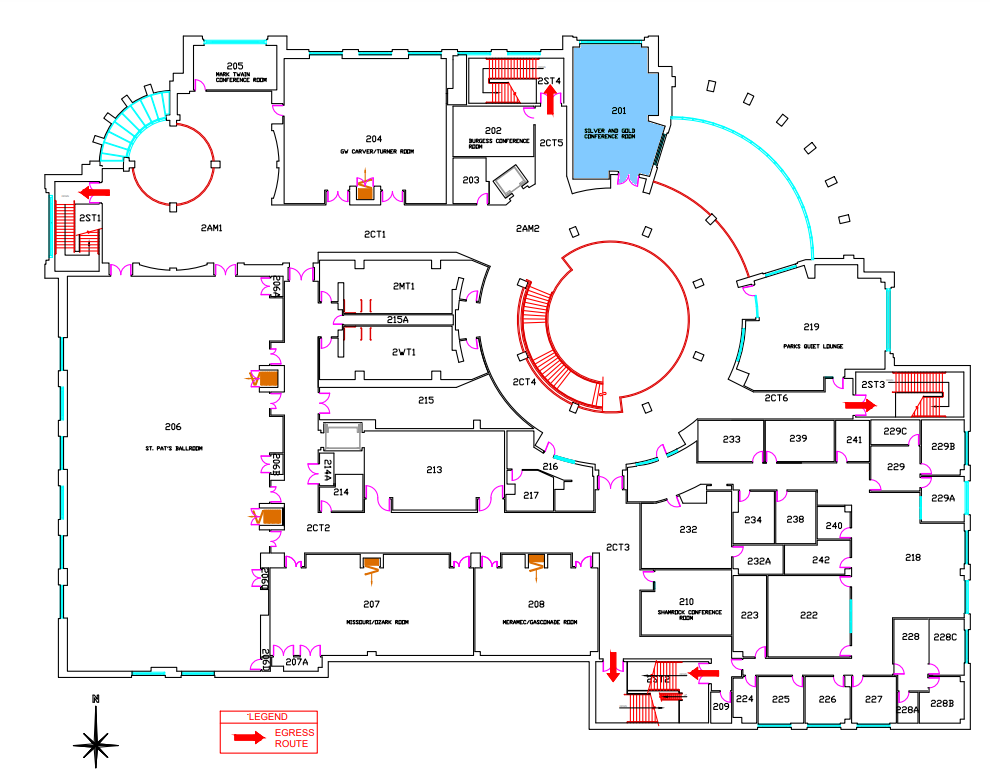 205
MARK TWAIN
CONFERENCE ROOM
2ST4
201
SILVER AND GOLD
CONFERENCE ROOM
204
GW CARVER/TURNER ROOM
202
BURGESS CONFERENCE
ROOM
2CT5
203
2ST1
2AM1
2CT1
2AM2
206A
2MT1
215A
2WT1
219
PARKS QUIET LOUNGE
2CT4
2ST3
2CT6
215
206
ST. PAT'S BALLROOM
206B
233
239
241
229C
229B
229
229A
213
214A
214
216
217
2CT2
2CT3
232
234
238
240
232A
242
218
207
MISSOURI/OZARK ROOM
208
MERAMEC/GASCONADE ROOM
210
SHAMROCK CONFERENCE
ROOM
223
222
228
228C
207A
2ST2
209
224
225
226
227
228A
228B
N
LEGEND
EGRESS
ROUTE